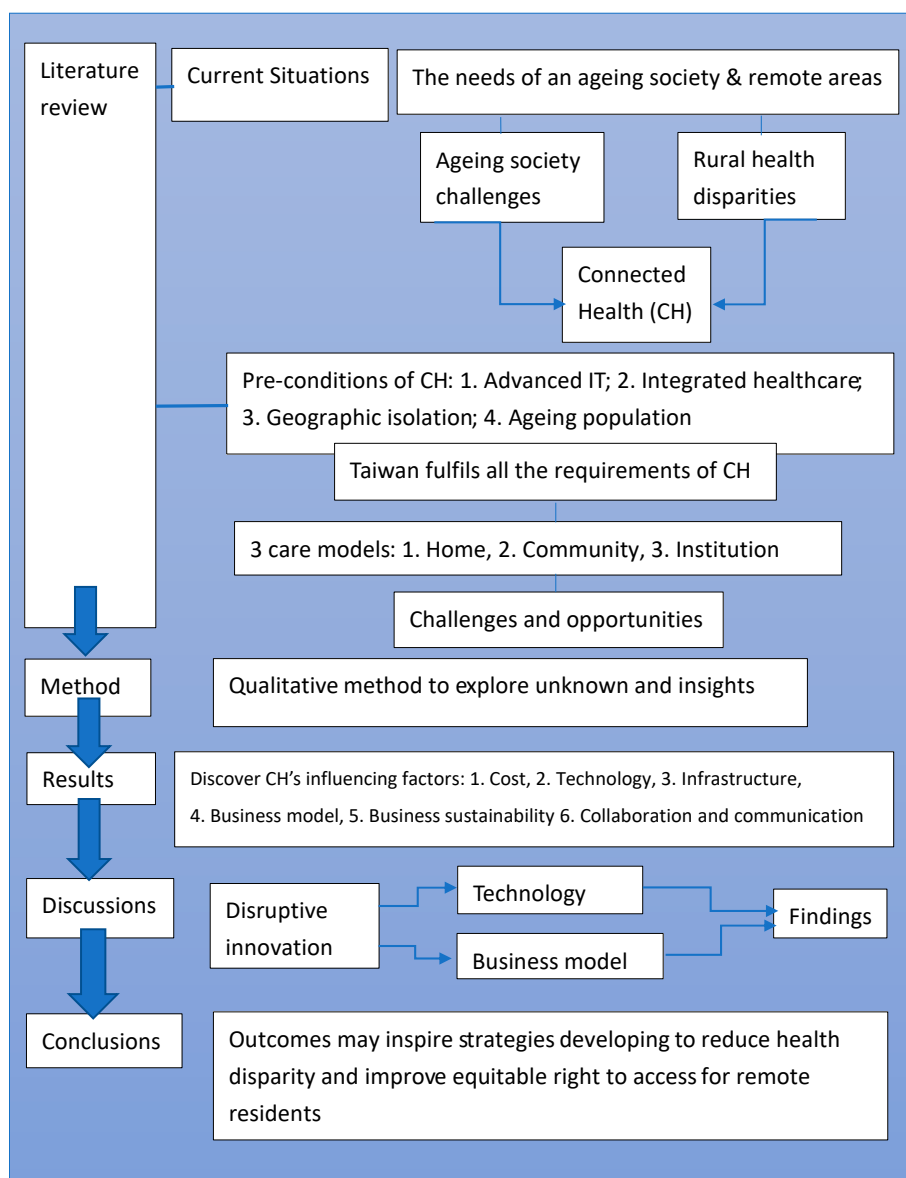 Literature
review
Current Situations
The needs of an ageing society & remote areas
Ageing society
challenges
Rural health
disparities
Connected
Health (CH)
Pre-conditions of CH: 1. Advanced IT; 2. Integrated healthcare;
3. Geographic isolation; 4. Ageing population
Taiwan fulfils all the requirements of CH
3 care models: 1. Home, 2. Community, 3. Institution
Challenges and opportunities
Method
Qualitative method to explore unknown and insights
Results
Discover CH's influencing factors: 1. Cost, 2. Technology, 3. Infrastructure,
4. Business model, 5. Business sustainability 6. Collaboration and communication
Discussions
Disruptive
innovation
Technology
Business model
Findings
Conclusions
Outcomes may inspire strategies developing to reduce health
disparity and improve equitable right to access for remote
residents